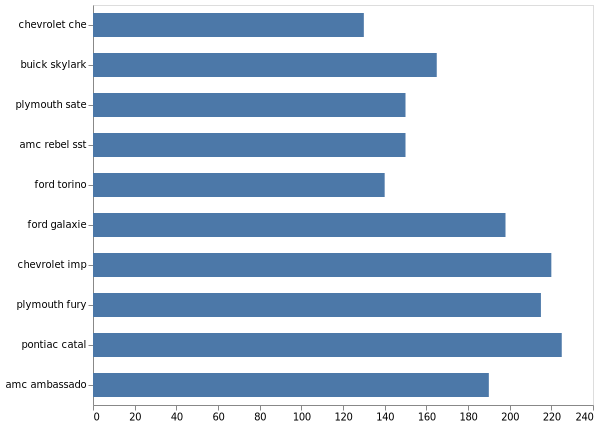 chevrolet che
buick skylark
plymouth sate
amc rebel sst
ford torino
ford galaxie
chevrolet imp
plymouth fury
pontiac catal
amc ambassado
0 20 40 60 80 100 120 140 160 180 200 220 240